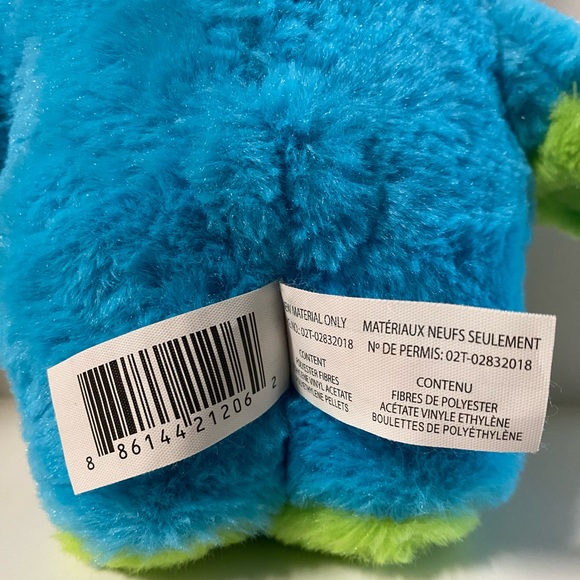 8 86144 21206 2
MATERIAL ONLY
NO.: 02T-02832018
CONTENT
POLYESTER FIBRES
VINYL ACETATE
PELLETS
MATÉRIAUX NEUFS SEULEMENT
Nº DE PERMIS: 02T-02832018
CONTENU
FIBRES DE POLYESTER
ACÉTATE VINYLE ETHYLÈNE
BOULETTES DE POLYÉTHYLÈNE